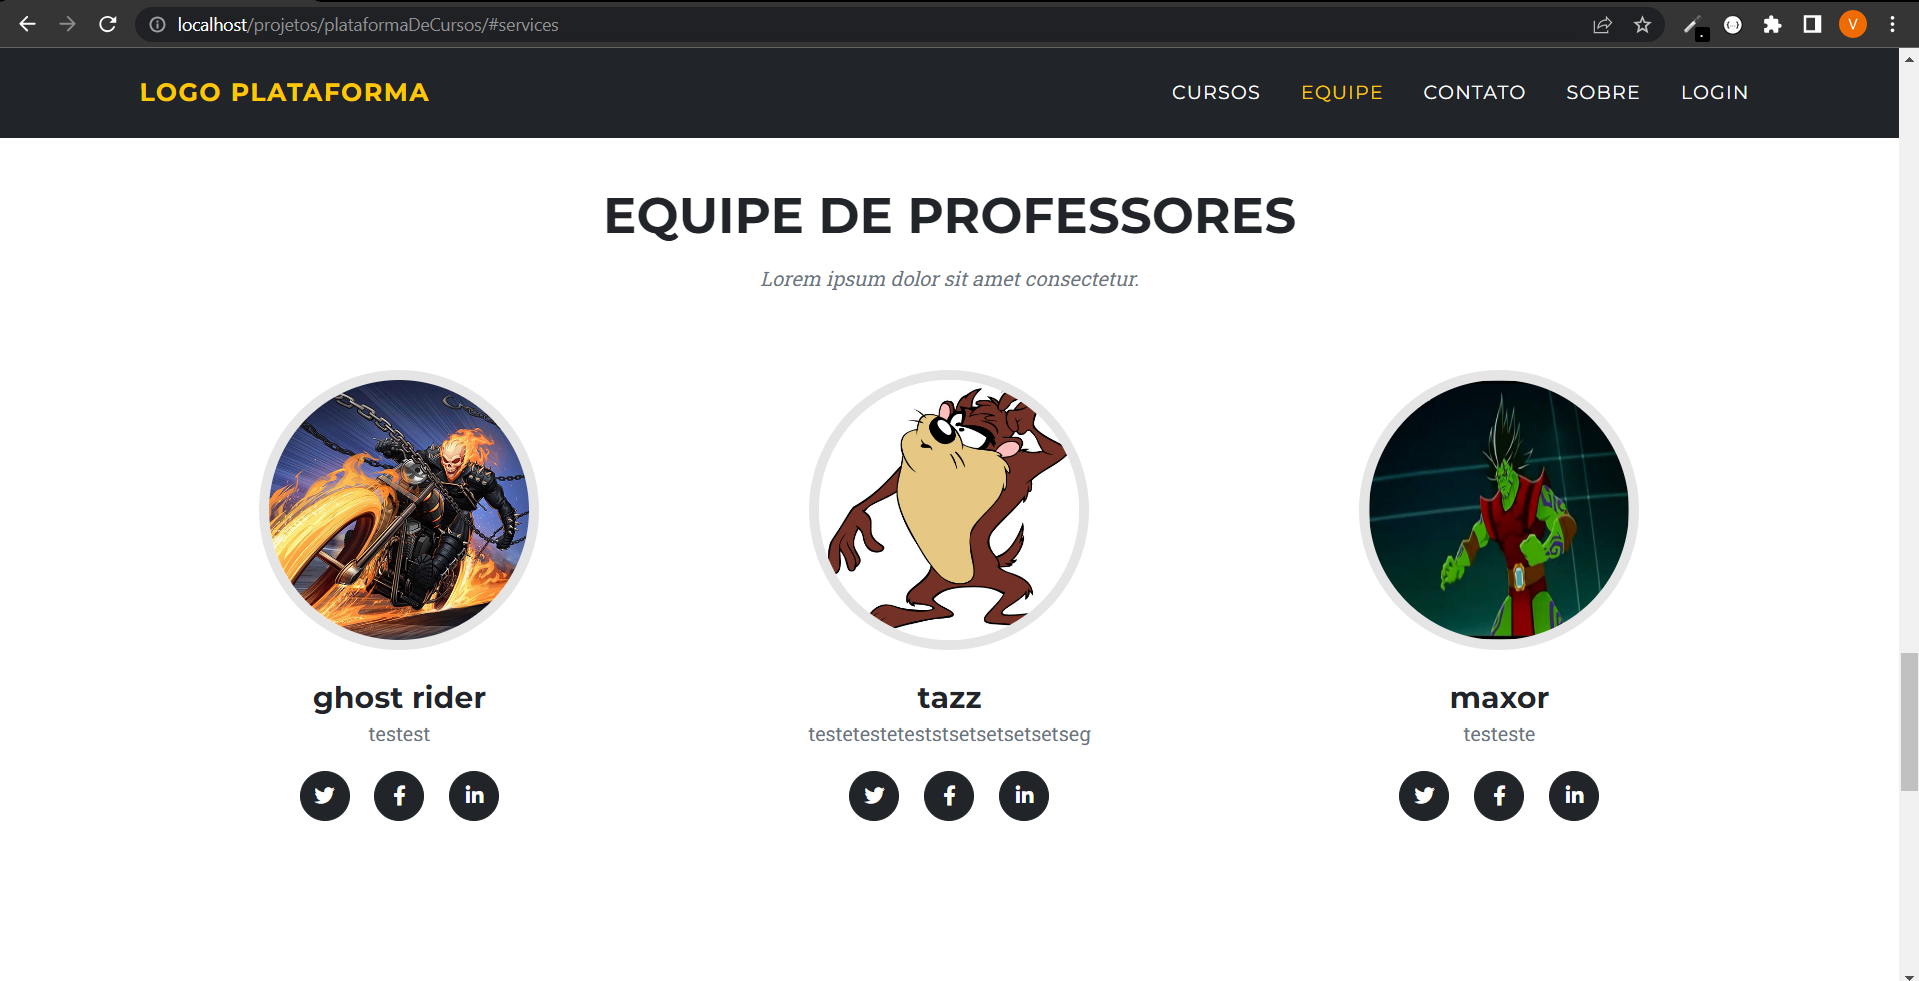 localhost/projetos/plataformaDeCursos/#services
V
LOGO PLATAFORMA
CURSOS EQUIPE CONTATO SOBRE LOGIN
EQUIPE DE PROFESSORES
Lorem ipsum dolor sit amet consectetur.
ghost rider tazz maxor
testest testetesteteststsetsetsetsetseg testeste